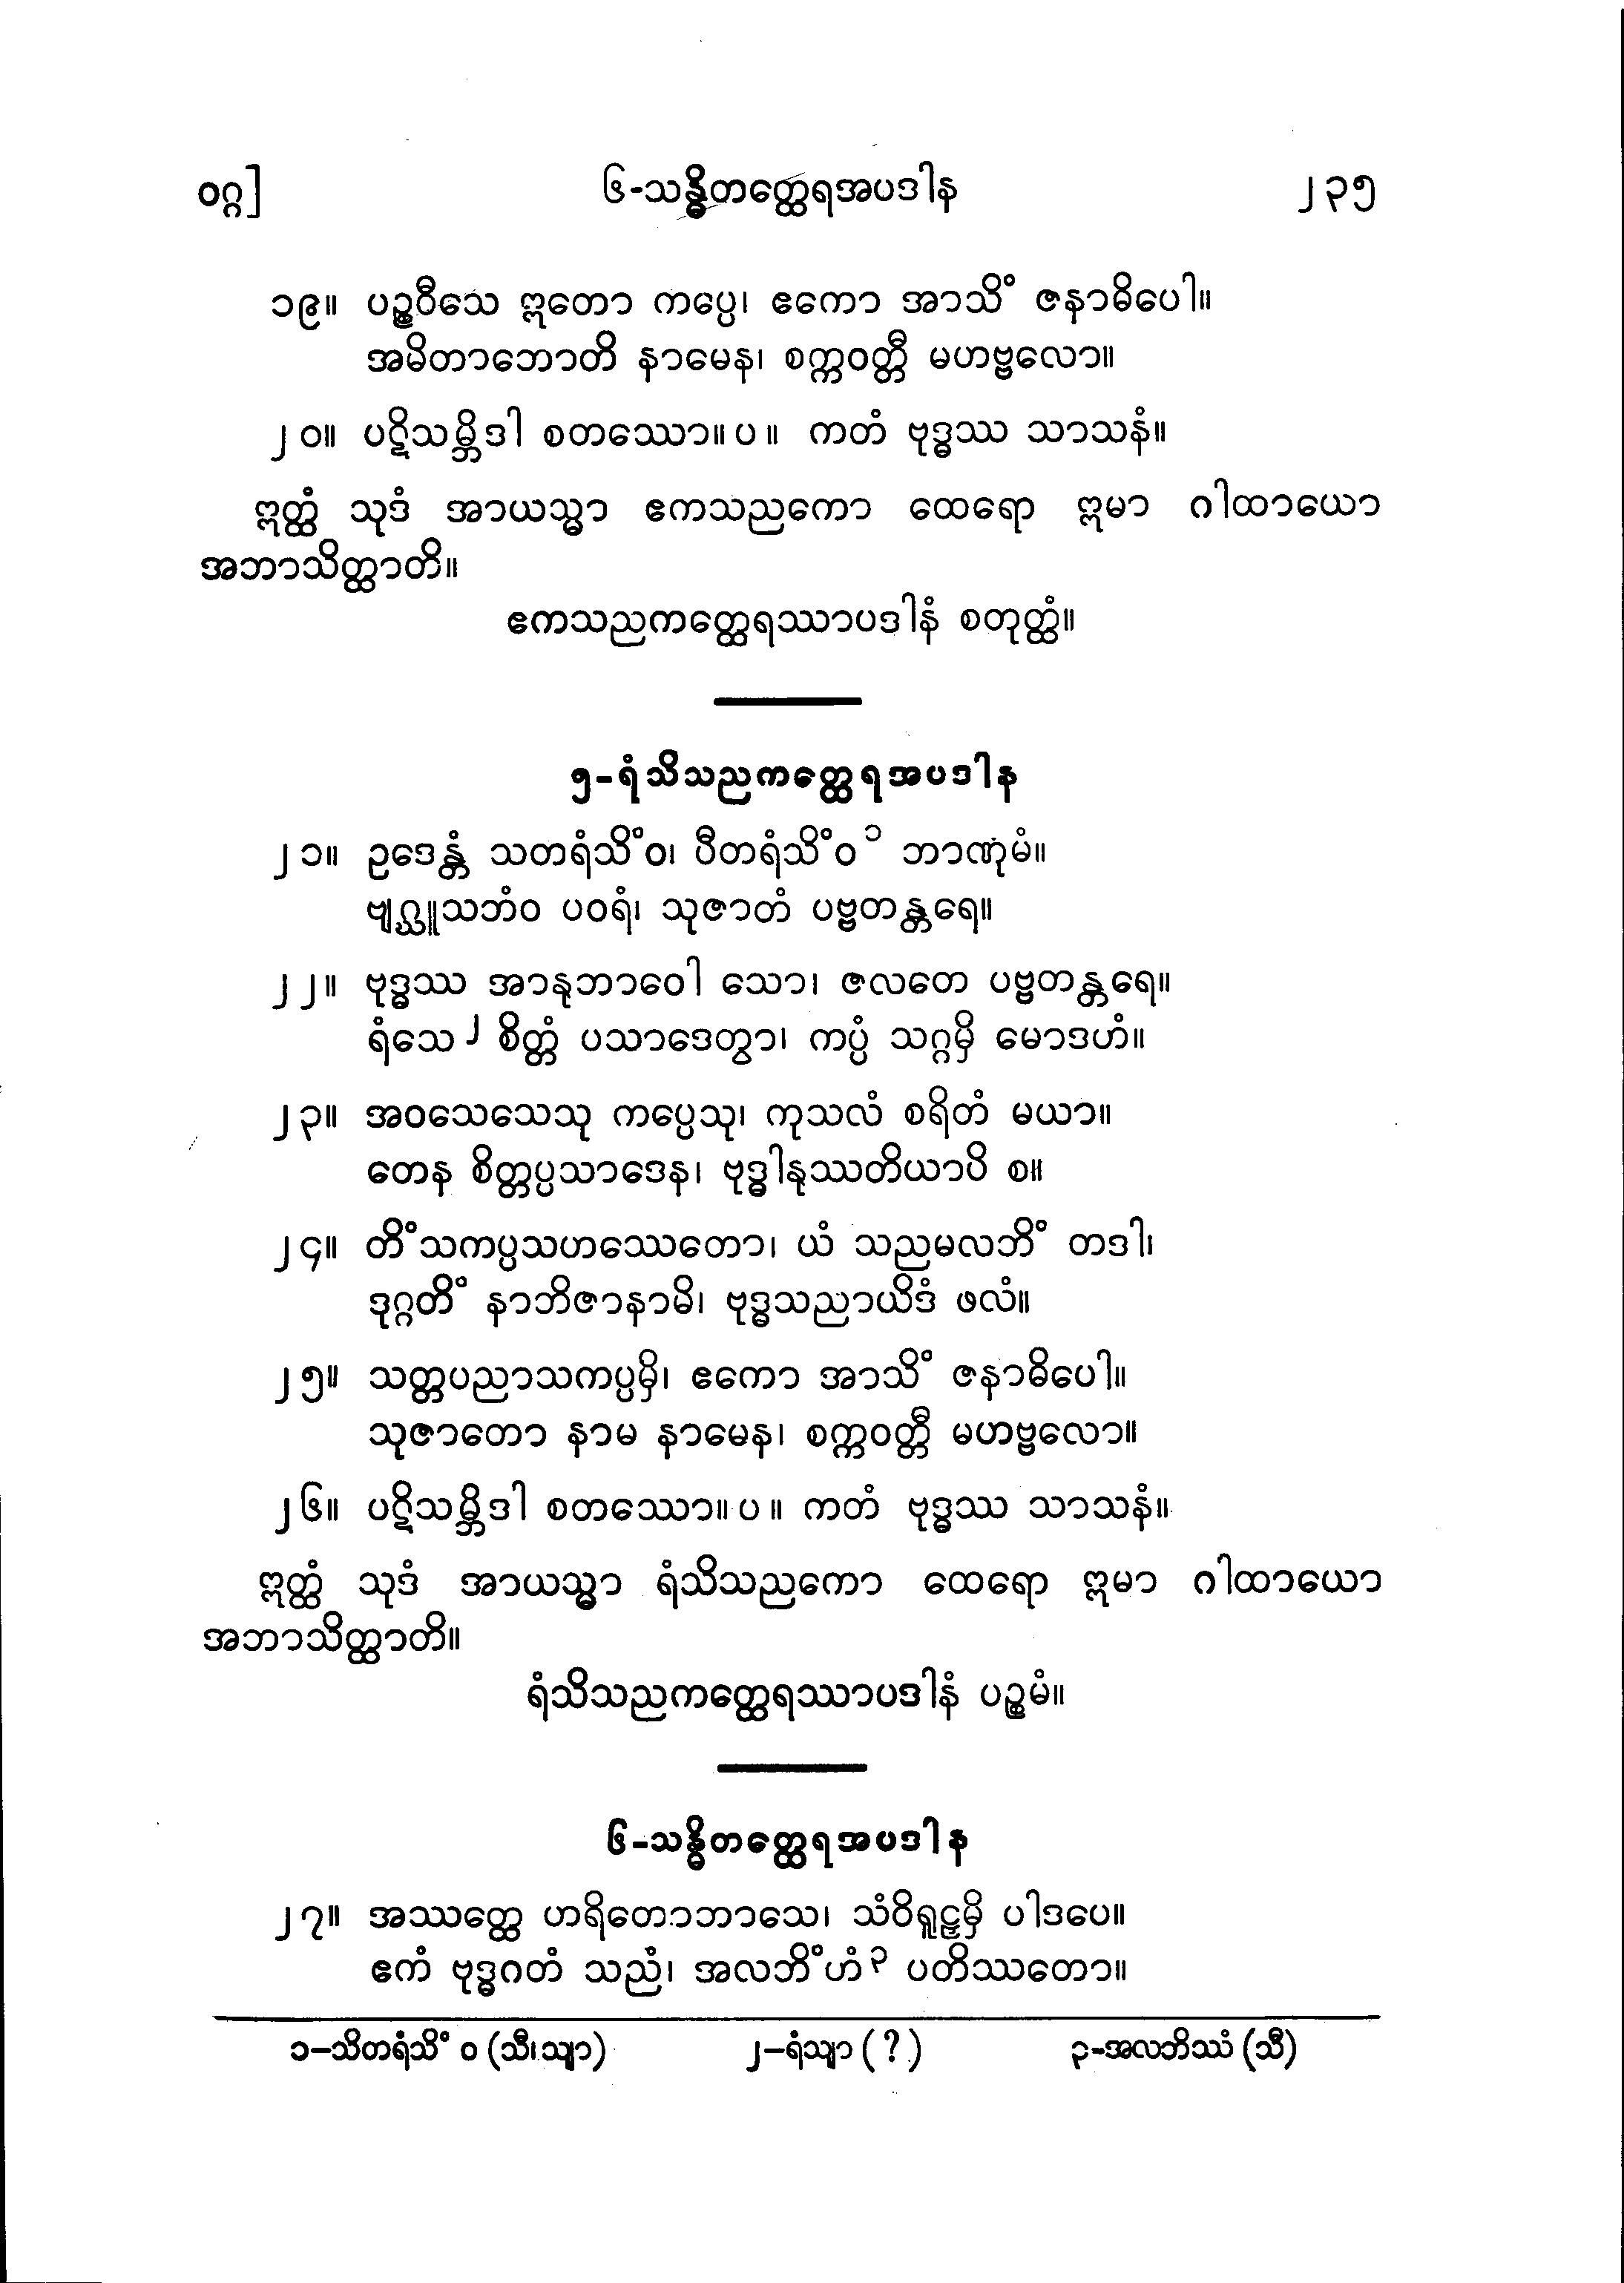 ဝဂ္ဂ] ၆-သန္ဓိတတ္ထေရအပဒါန ၂၃၅
၁၉။ ပဉ္စဝီသေ ဣတော ကပ္ပေ၊ ဧကော အာသိံ ဇနာဓိပေါ။
အမိတာဘောတိ နာမေန၊ စက္ကဝတ္တီ မဟဗ္ဗလော။
၂၀။ ပဋိသမ္ဘိဒါ စတဿော။ပ။ ကတံ ဗုဒ္ဓဿ သာသနံ။
ဣတ္ထံ သုဒံ အာယသ္မာ ဧကသညကော ထေရော ဣမာ ဂါထာယော
အဘာသိတ္ထာတိ။
ဧကသညကတ္ထေရဿာပဒါနံ စတုတ္ထံ။
၅-ရံသိသညကတ္ထေရအပဒါန
၂၁။ ဥဒေန္တံ သတရံသိံဝ၊ ပီတရံသိံဝ၁ ဘာဏုမံ။
ဗျဂ္ဃူသဘံဝ ပဝရံ၊ သုဇာတံ ပဗ္ဗတန္တရေ။
၂၂။ ဗုဒ္ဓဿ အာနုဘာဝေါ သော၊ ဇလတေ ပဗ္ဗတန္တရေ။
ရံသေ၂ စိတ္တံ ပသာဒေတွာ၊ ကပ္ပံ သဂ္ဂမှိ မောဒဟံ။
၂၃။ အဝသေသေသု ကပ္ပေသု၊ ကုသလံ စရိတံ မယာ။
တေန စိတ္တပ္ပသာဒေန၊ ဗုဒ္ဓါနုဿတိယာပိ စ။
၂၄။ တိံသကပ္ပသဟဿေတော၊ ယံ သညမလဘိံ တဒါ၊
ဒုဂ္ဂတိံ နာဘိဇာနာမိ၊ ဗုဒ္ဓသညာယိဒံ ဖလံ။
၂၅။ သတ္တပညာသကပ္ပမှိ၊ ဧကော အာသိံ ဇနာဓိပေါ။
သုဇာတော နာမ နာမေန၊ စက္ကဝတ္တီ မဟဗ္ဗလော။
၂၆။ ပဋိသမ္ဘိဒါ စတဿော။ပ။ ကတံ ဗုဒ္ဓဿ သာသနံ။
ဣတ္ထံ သုဒံ အာယသ္မာ ရံသိသညကော ထေရော ဣမာ ဂါထာယော
အဘာသိတ္ထာတိ။
ရံသိသညကတ္ထေရဿာပဒါနံ ပဉ္စမံ။
၆-သန္ဓိတတ္ထေရအပဒါန
၂၇။ အဿတ္ထေ ဟရိတောဘာသေ၊ သံဝိရူဠှမှိ ပါဒပေ။
ဧကံ ဗုဒ္ဓဂတံ သညံ၊ အလဘိံဟံ၃ ပတိဿတော။
၁-သိတရံသိံ ဝ (သီ၊သျာ) ၂-ရံသျာ (?) ၃-အလဘိဿံ (သီ)